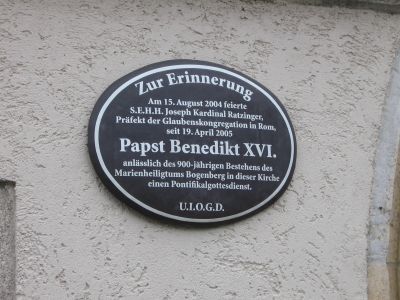 Zur Erinnerung
Am 15. August 2004 feierte
S.E.H.H. Joseph Kardinal Ratzinger,
Präfekt der Glaubenskongregation in Rom,
seit 19. April 2005
Papst Benedikt XVI.
anlässlich des 900-jährigen Bestehens des
Marienheiligtums Bogenberg in dieser Kirche
einen Pontifikalgottesdienst.
U.I.O.G.D.